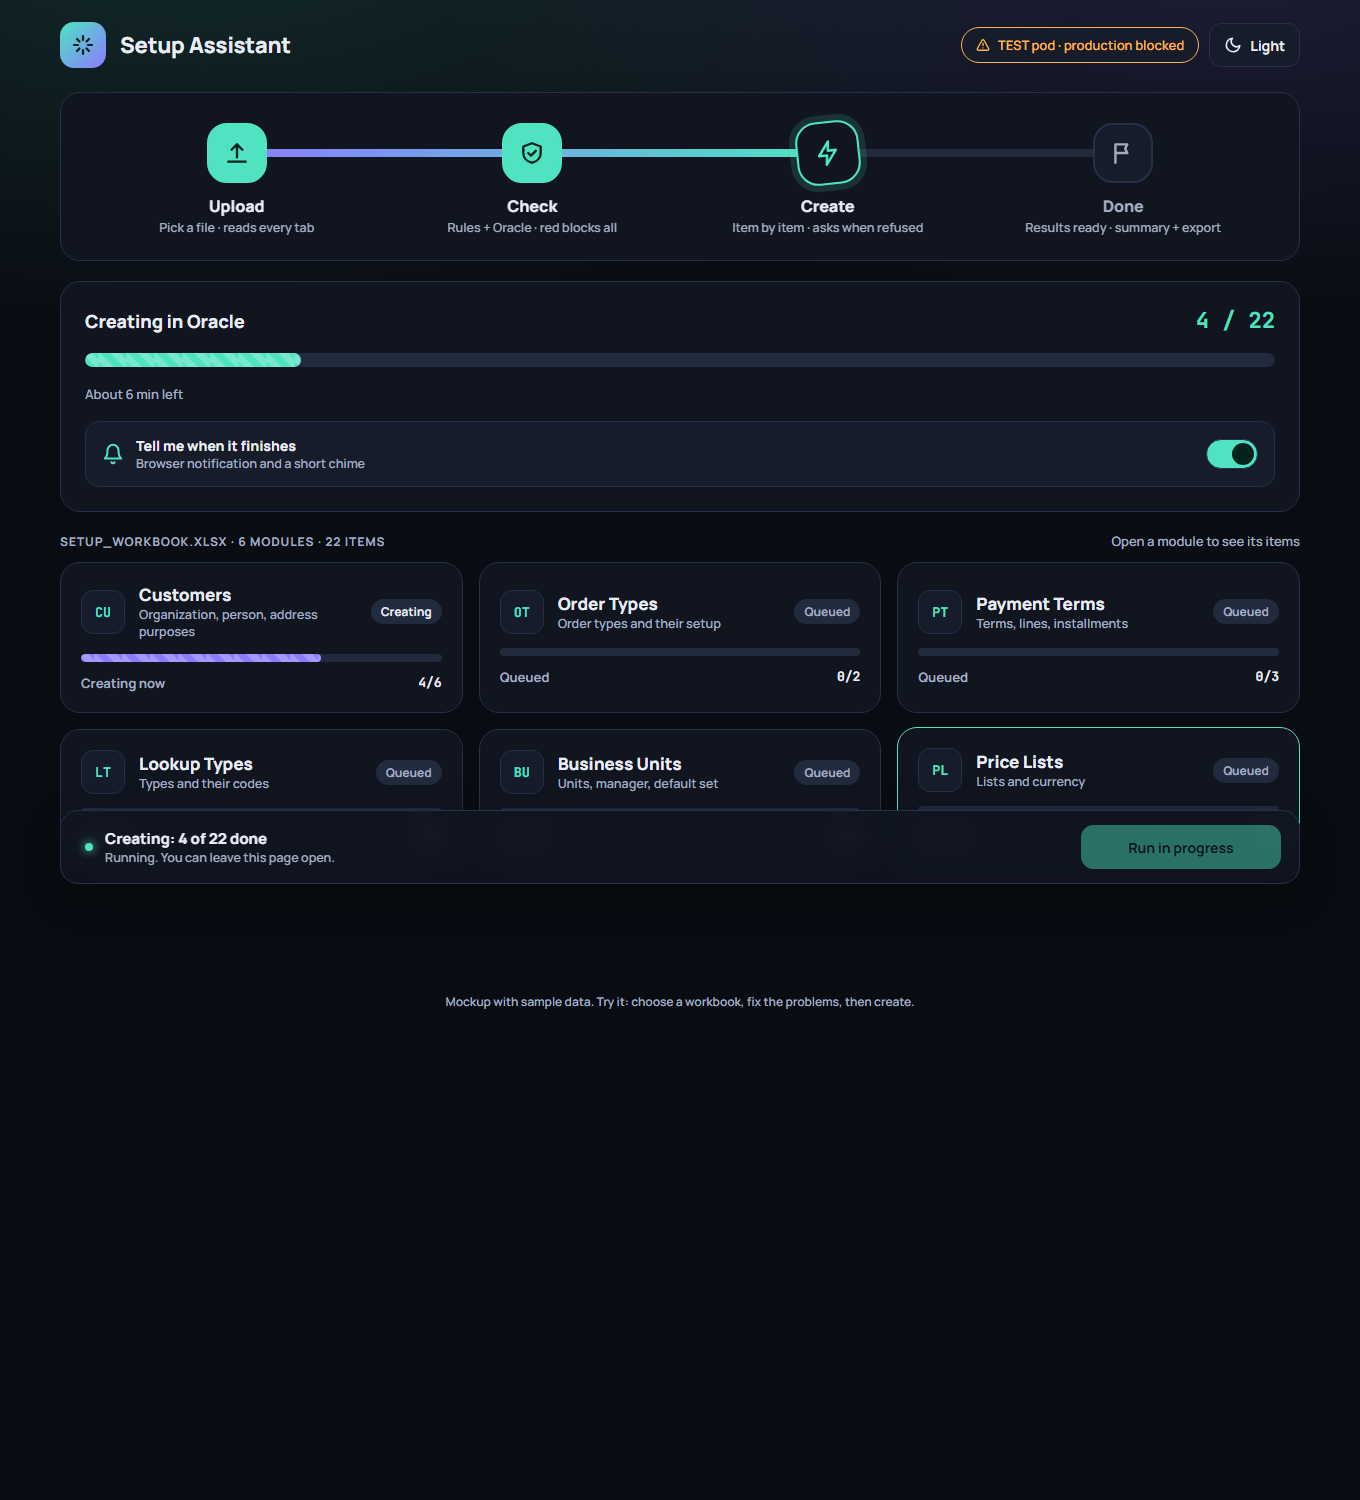 Setup Assistant
TEST pod · production blocked
Light
Upload
Pick a file · reads every tab
Check
Rules + Oracle · red blocks all
Create
Item by item · asks when refused
Done
Results ready · summary + export
Creating in Oracle
4 / 22
About 6 min left
Tell me when it finishes
Browser notification and a short chime
SETUP_WORKBOOK.XLSX · 6 MODULES · 22 ITEMS
Open a module to see its items
CU
Customers
Organization, person, address
purposes
Creating
Creating now
4/6
OT
Order Types
Order types and their setup
Queued
Queued
0/2
PT
Payment Terms
Terms, lines, installments
Queued
Queued
0/3
LT
Lookup Types
Types and their codes
Queued
BU
Business Units
Units, manager, default set
Queued
PL
Price Lists
Lists and currency
Queued
Creating: 4 of 22 done
Running. You can leave this page open.
Run in progress
Mockup with sample data. Try it: choose a workbook, fix the problems, then create.